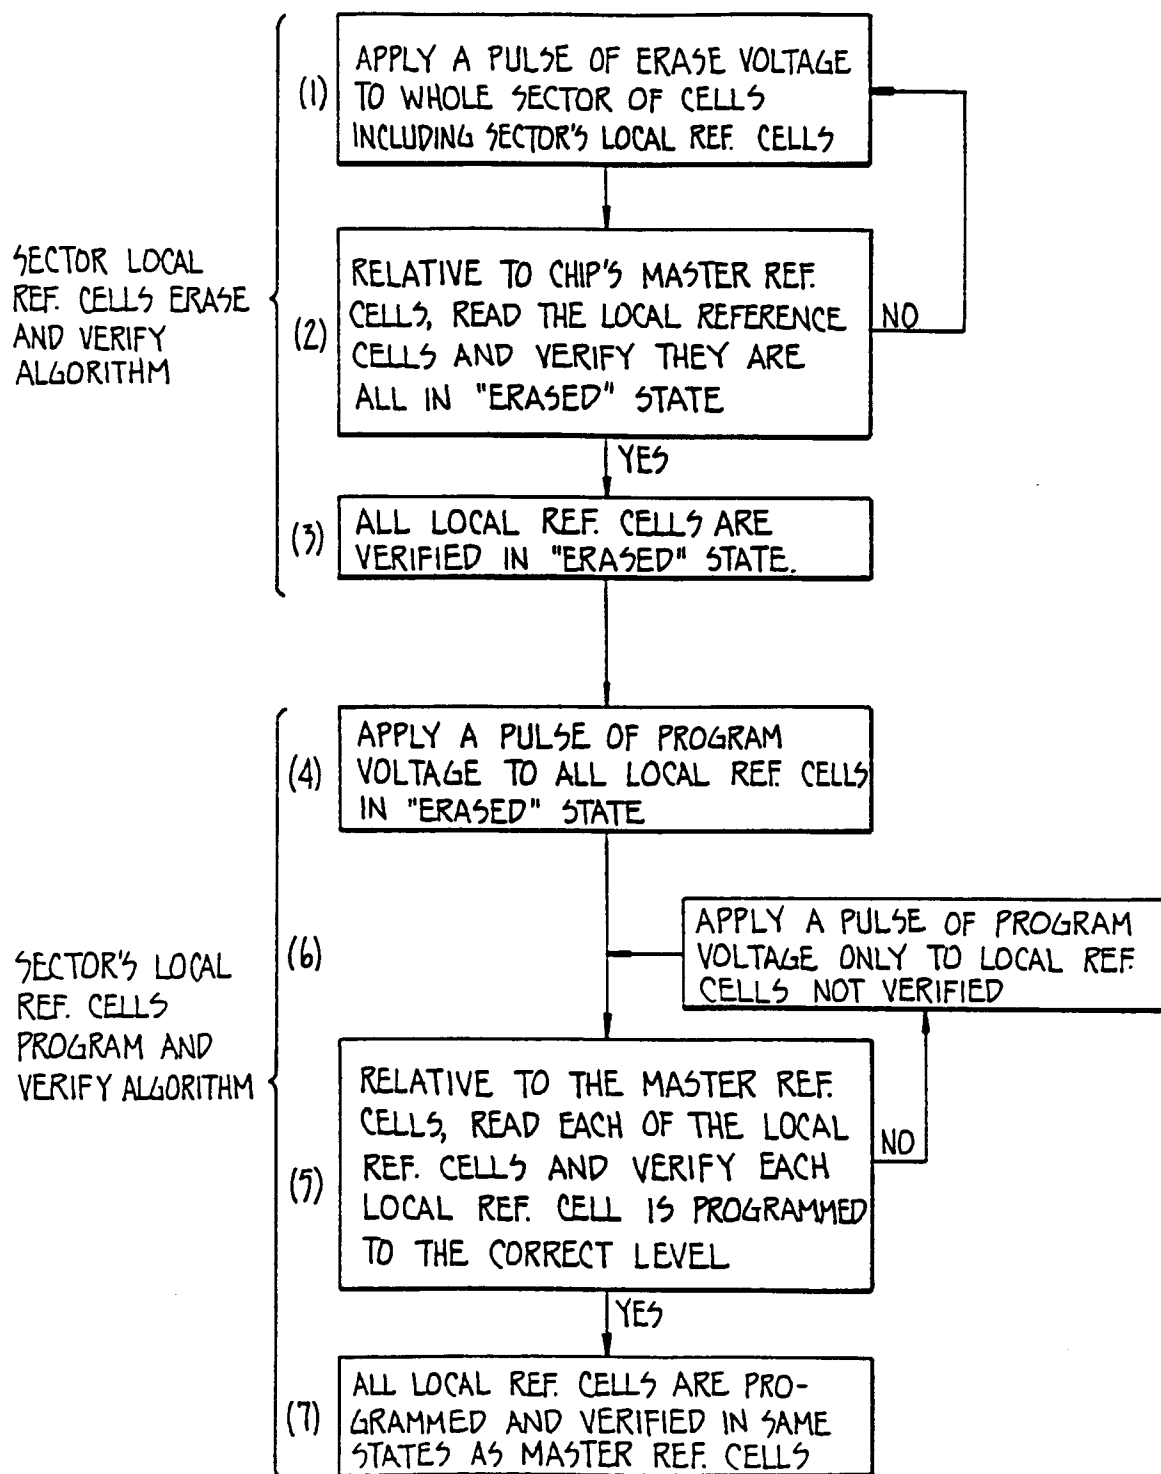 (1)
APPLY A PULSE OF ERASE VOLTAGE
TO WHOLE SECTOR OF CELLS
INCLUDING SECTOR'S LOCAL REF. CELLS
SECTOR LOCAL
REF. CELLS ERASE
AND VERIFY
ALGORITHM
(2)
RELATIVE TO CHIP'S MASTER REF.
CELLS, READ THE LOCAL REFERENCE
CELLS AND VERIFY THEY ARE
ALL IN "ERASED" STATE
NO
YES
(3)
ALL LOCAL REF. CELLS ARE
VERIFIED IN "ERASED" STATE.
(4)
APPLY A PULSE OF PROGRAM
VOLTAGE TO ALL LOCAL REF. CELLS
IN "ERASED" STATE
(6)
APPLY A PULSE OF PROGRAM
VOLTAGE ONLY TO LOCAL REF.
CELLS NOT VERIFIED
SECTOR'S LOCAL
REF. CELLS
PROGRAM AND
VERIFY ALGORITHM
(5)
RELATIVE TO THE MASTER REF.
CELLS, READ EACH OF THE LOCAL
REF. CELLS AND VERIFY EACH
LOCAL REF. CELL IS PROGRAMMED
TO THE CORRECT LEVEL
NO
YES
(7)
ALL LOCAL REF. CELLS ARE PRO-
GRAMMED AND VERIFIED IN SAME
STATES AS MASTER REF. CELLS